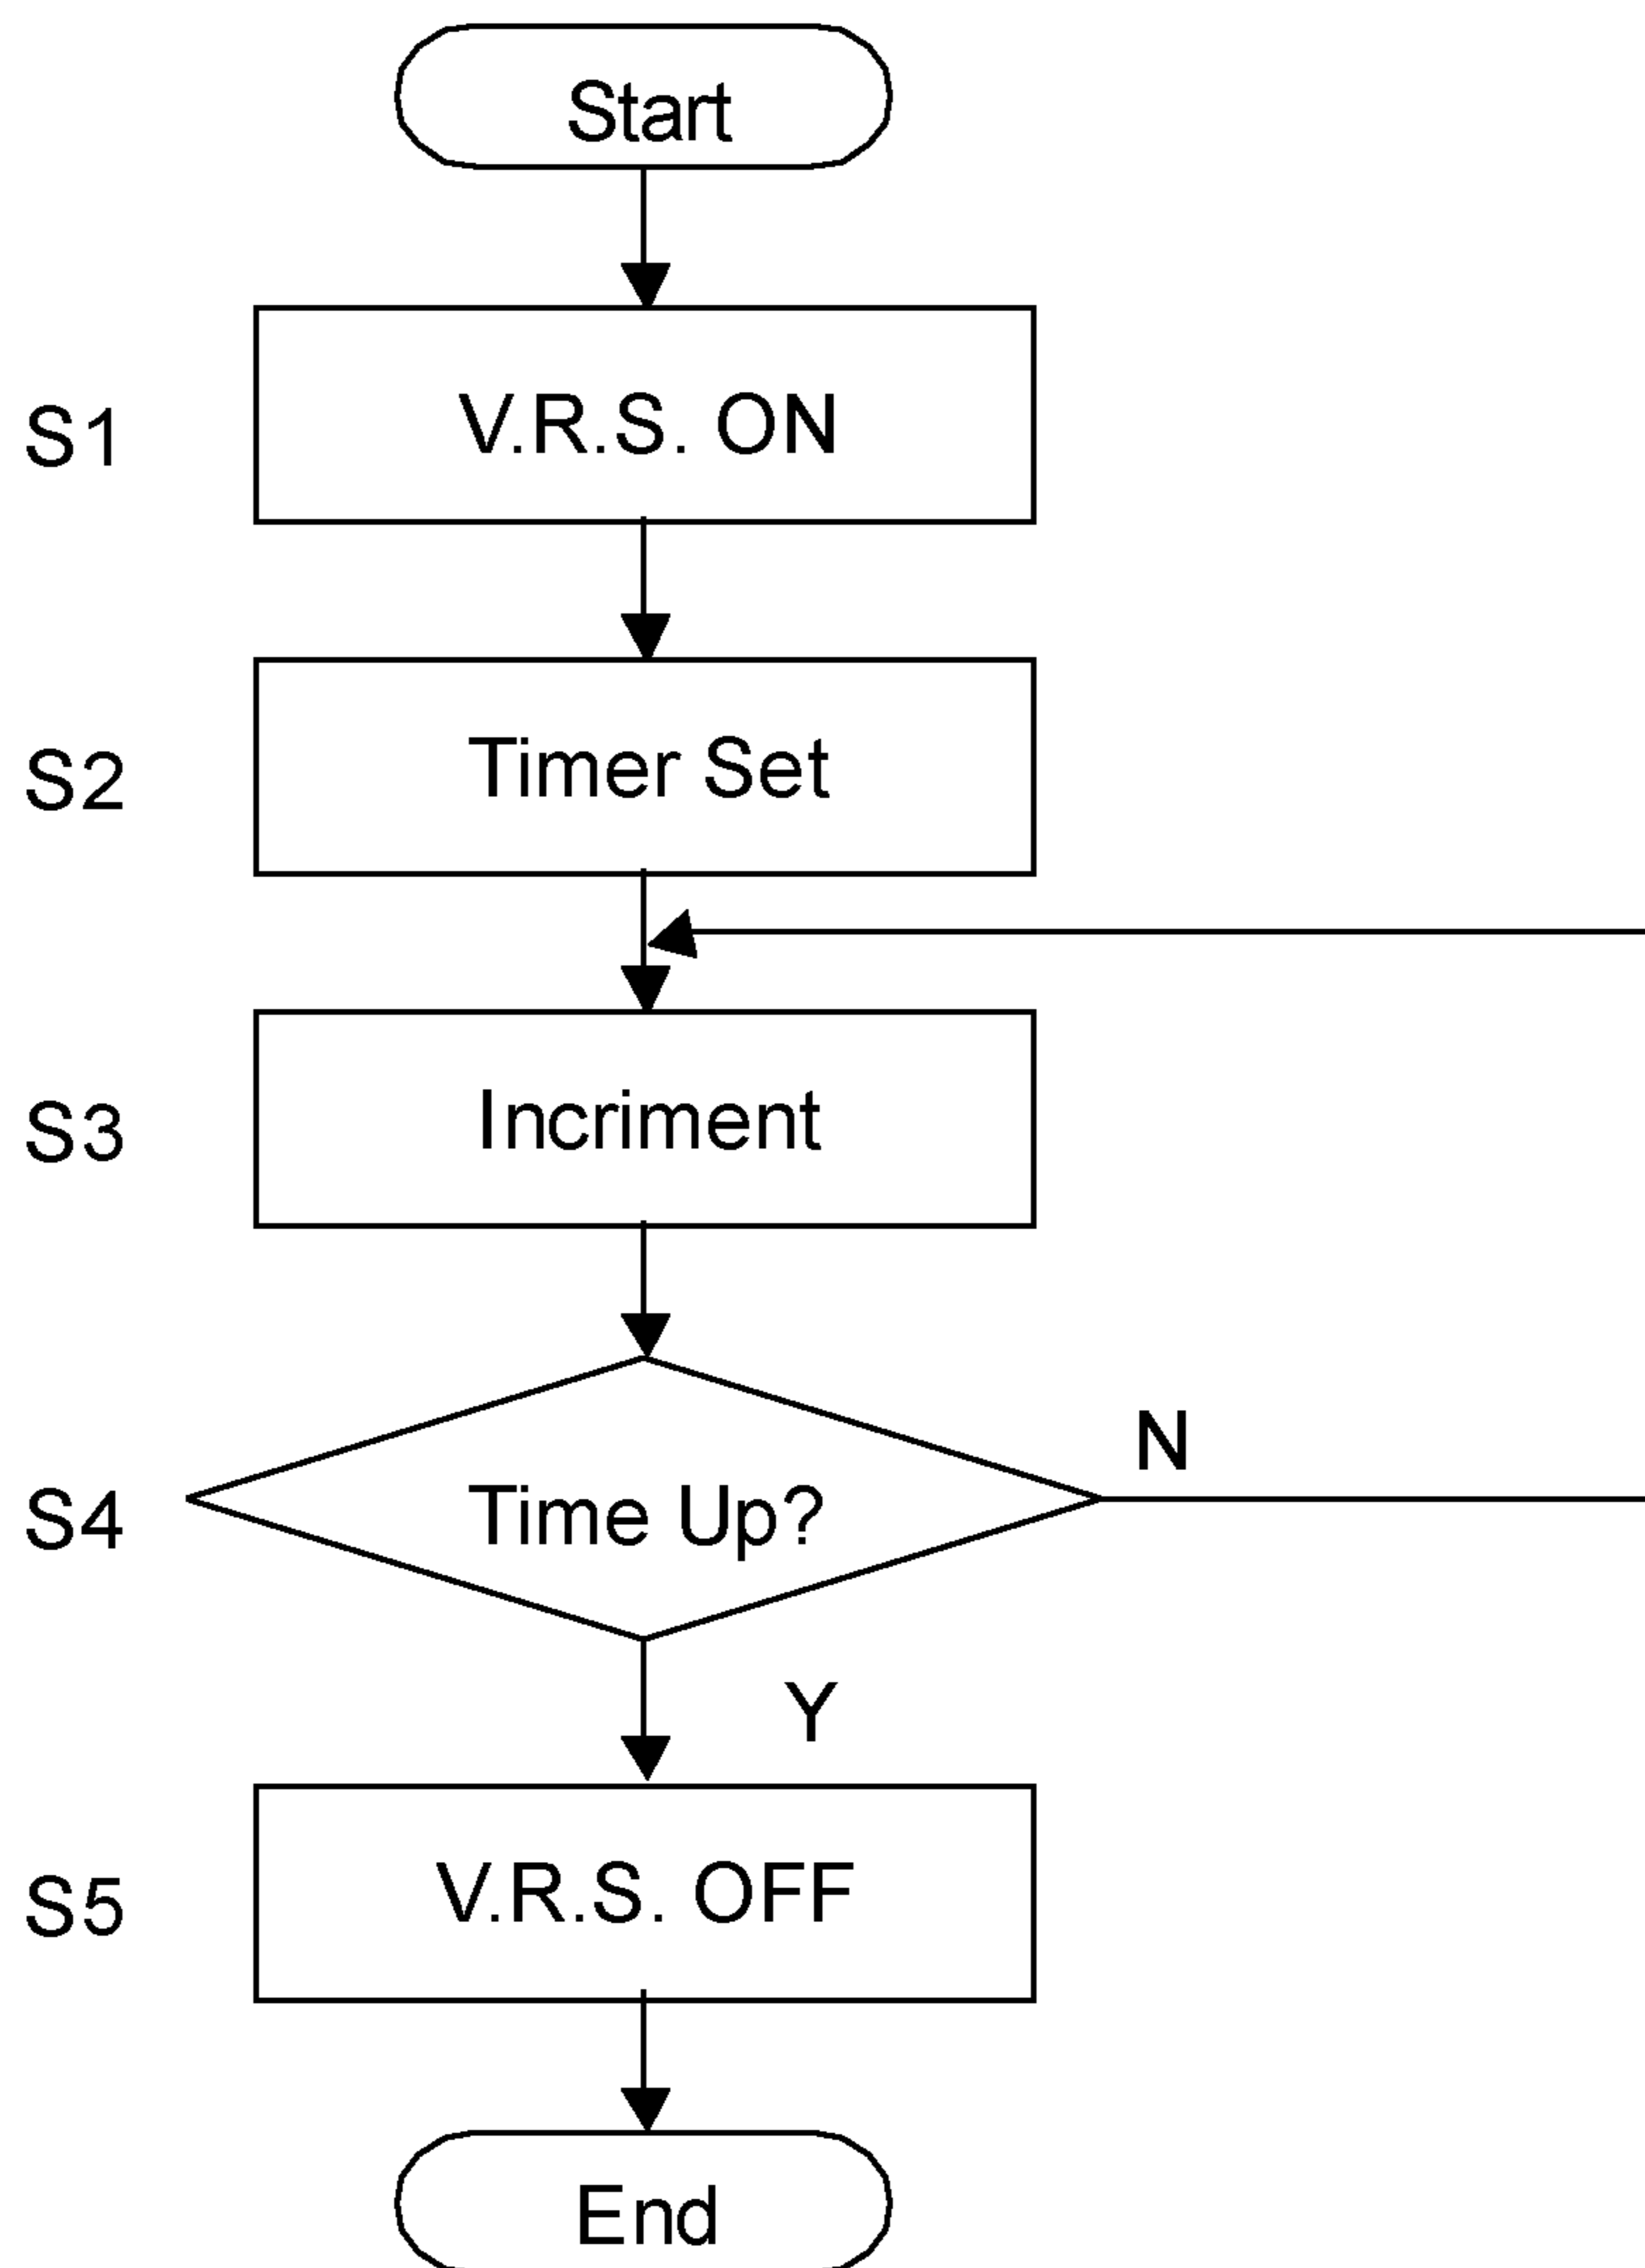 Start
S1
V.R.S. ON
S2
Timer Set
S3
Incriment
S4
Time Up?
N
Y
S5
V.R.S. OFF
End